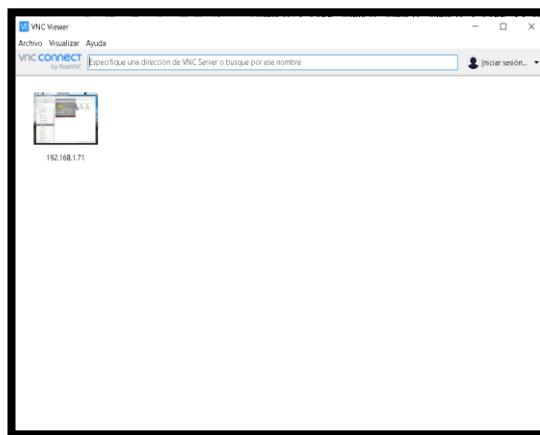 VNC Viewer
Archivo Visualizar Ayuda
vnc connect
by RealVNC
Especifique una dirección de VNC Server o busque por ese nombre
Iniciar sesión...
192.168.1.71